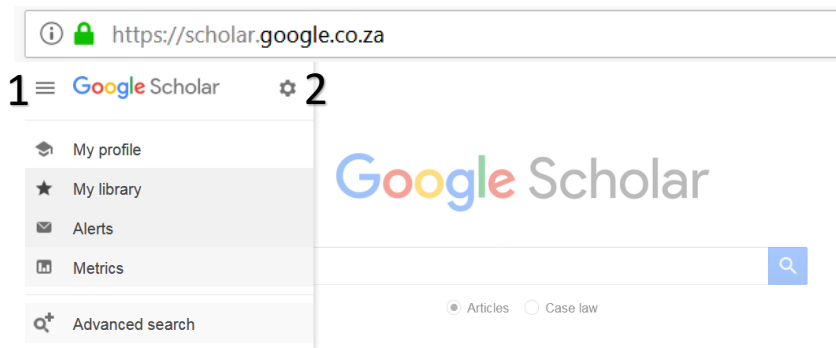 https://scholar.google.co.za
1 Google Scholar 2
My profile
My library
Alerts
Metrics
Advanced search
Google Scholar
Articles Case law